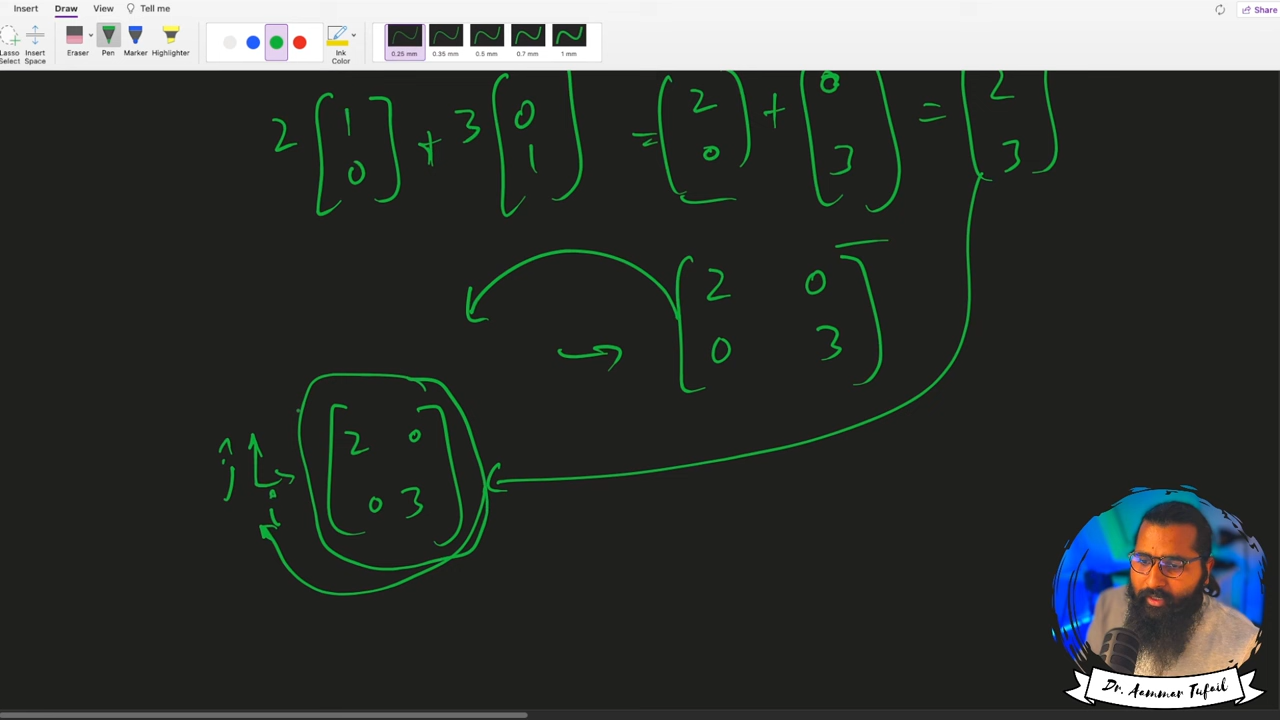 Insert Draw View Tell me Share
Lasso Select Insert Space Eraser Pen Marker Highlighter Ink Color 0.25 mm 0.35 mm 0.5 mm 0.7 mm 1 mm
2 [1 0] + 3 [0 1] = [2 0] + [0 3] = [2 3]
→ [2 0
0 3]
[2 0
0 3]
ĵ
i
Dr. Aammar Tufail